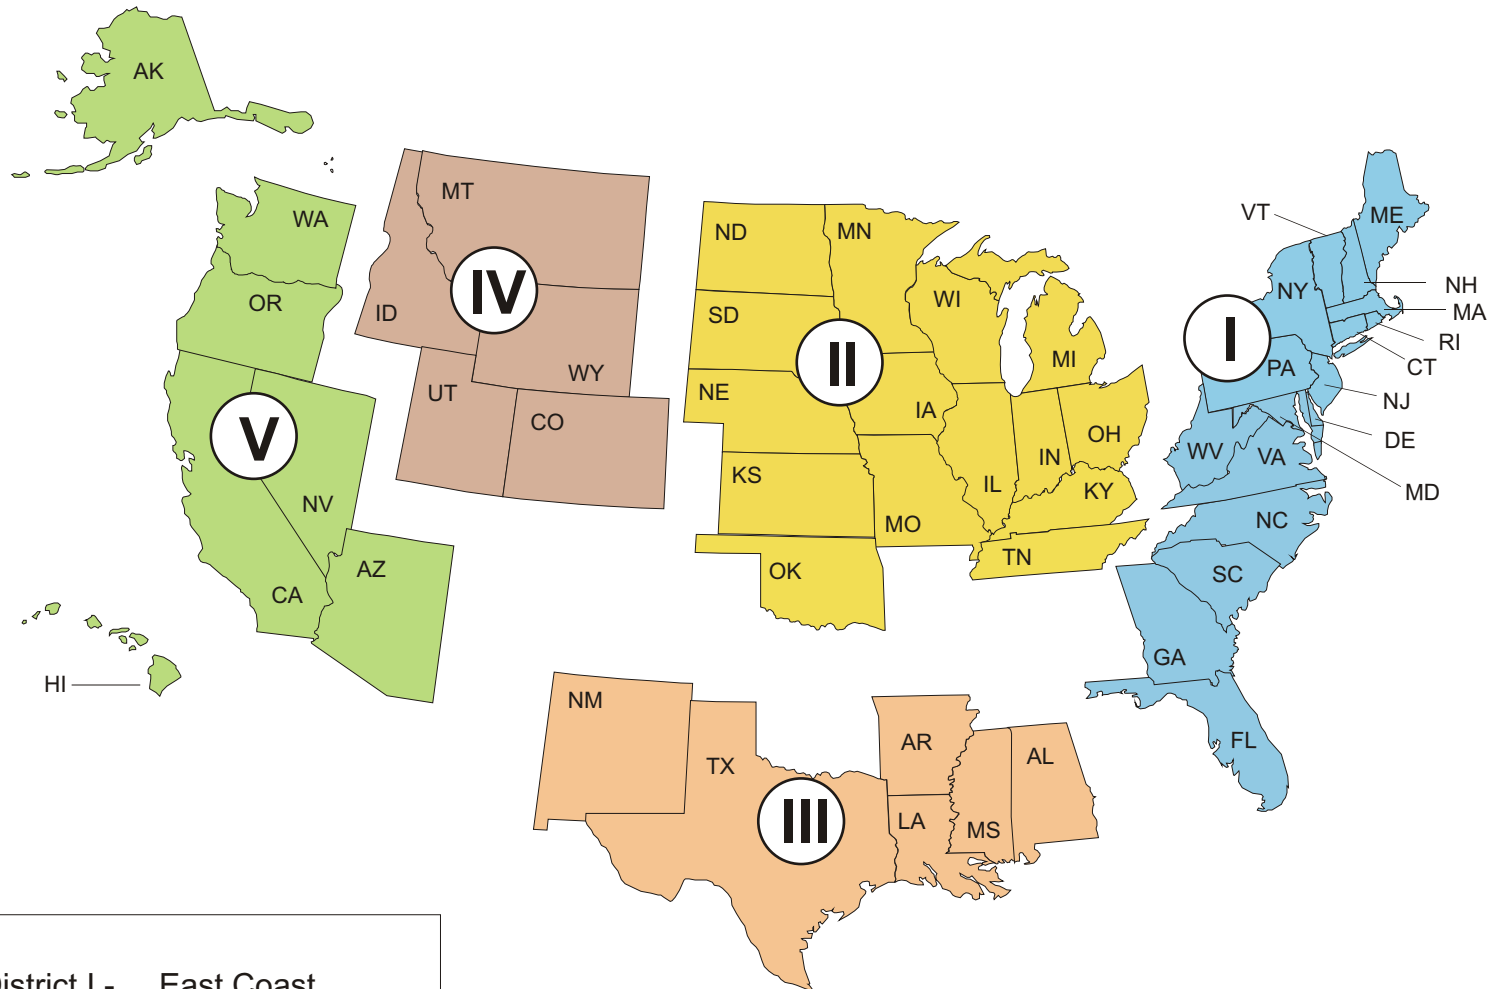 AK
WA
MT
ID
OR
IV
WY
UT
CO
V
NV
CA
AZ
HI
ND
MN
SD
WI
MI
II
NE
IA
OH
IN
IL
KS
MO
KY
TN
OK
VT
ME
NY
NH
MA
RI
CT
I
PA
NJ
DE
MD
WV
VA
NC
SC
GA
FL
NM
TX
AR
AL
LA
MS
III
District I - East Coast